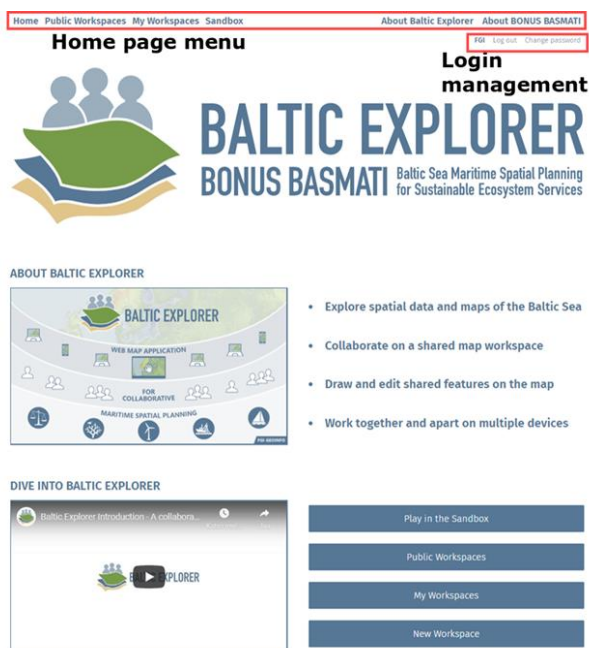 Home Public Workspaces My Workspaces Sandbox About Baltic Explorer About BONUS BASMATI
FGI Log out Change password
Home page menu
Login
management
BALTIC EXPLORER
BONUS BASMATI Baltic Sea Maritime Spatial Planning
for Sustainable Ecosystem Services
ABOUT BALTIC EXPLORER
BALTIC EXPLORER
WEB MAP APPLICATION
FOR
COLLABORATIVE
MARITIME SPATIAL PLANNING
• Explore spatial data and maps of the Baltic Sea
• Collaborate on a shared map workspace
• Draw and edit shared features on the map
• Work together and apart on multiple devices
DIVE INTO BALTIC EXPLORER
Baltic Explorer Introduction - A collabora...
BALTIC EXPLORER
Play in the Sandbox
Public Workspaces
My Workspaces
New Workspace